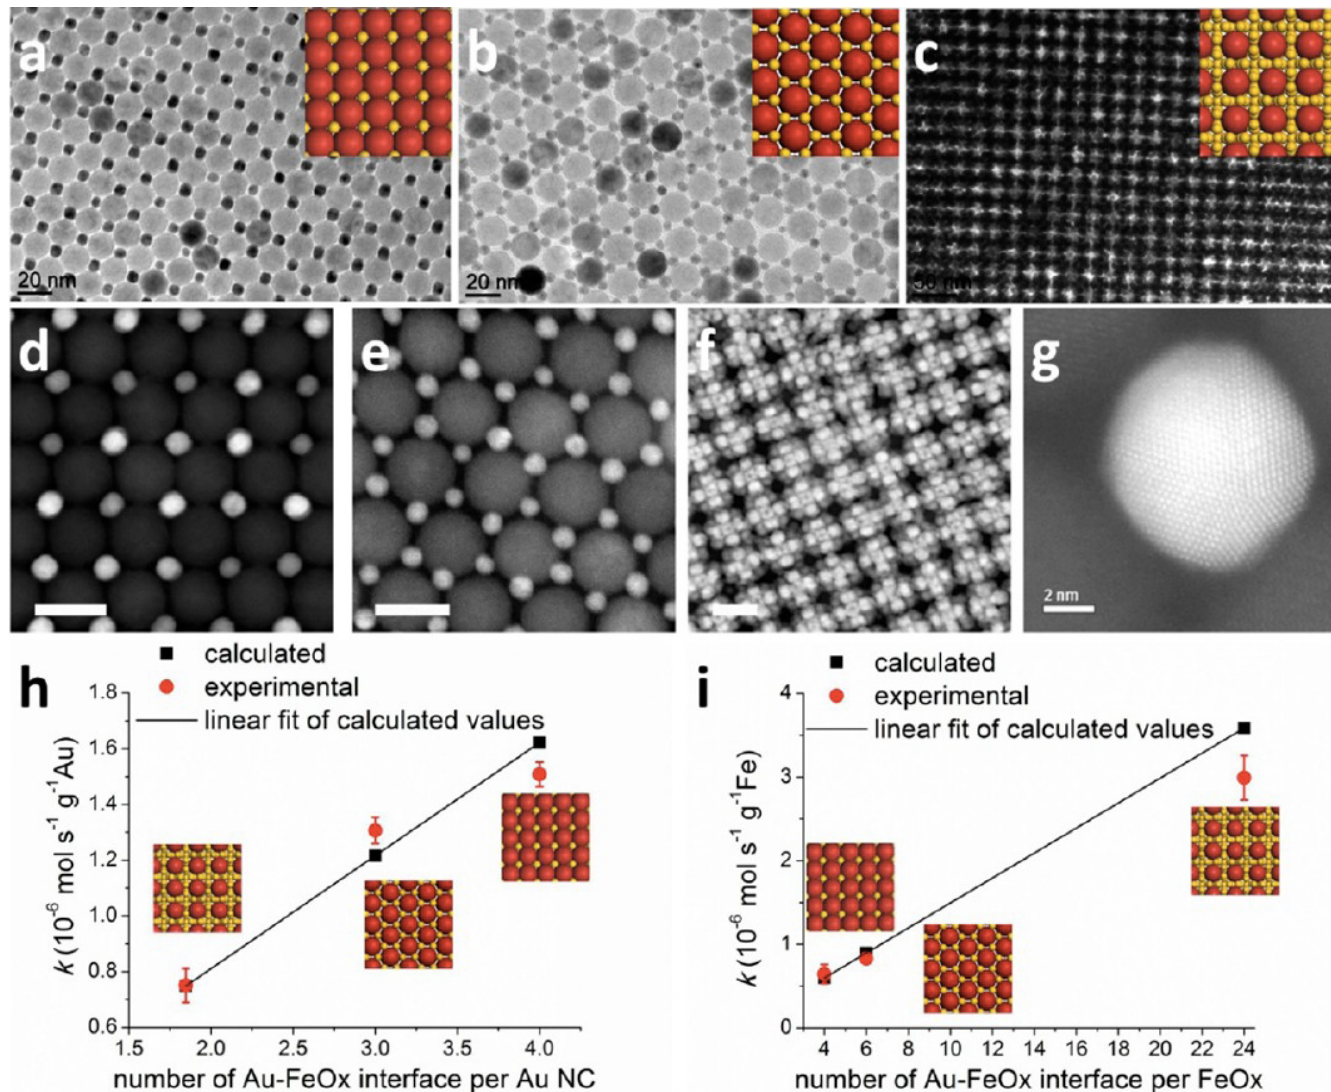 a
b
c
20 nm
20 nm
50 nm
d
e
f
g
2 nm
h
calculated
experimental
linear fit of calculated values
1.8
1.6
1.4
1.2
1.0
0.8
0.6
k (10⁻⁶ mol s⁻¹ g⁻¹Au)
1.5 2.0 2.5 3.0 3.5 4.0
number of Au-FeOx interface per Au NC
i
calculated
experimental
linear fit of calculated values
4
3
2
1
0
k (10⁻⁶ mol s⁻¹ g⁻¹Fe)
4 6 8 10 12 14 16 18 20 22 24
number of Au-FeOx interface per FeOx